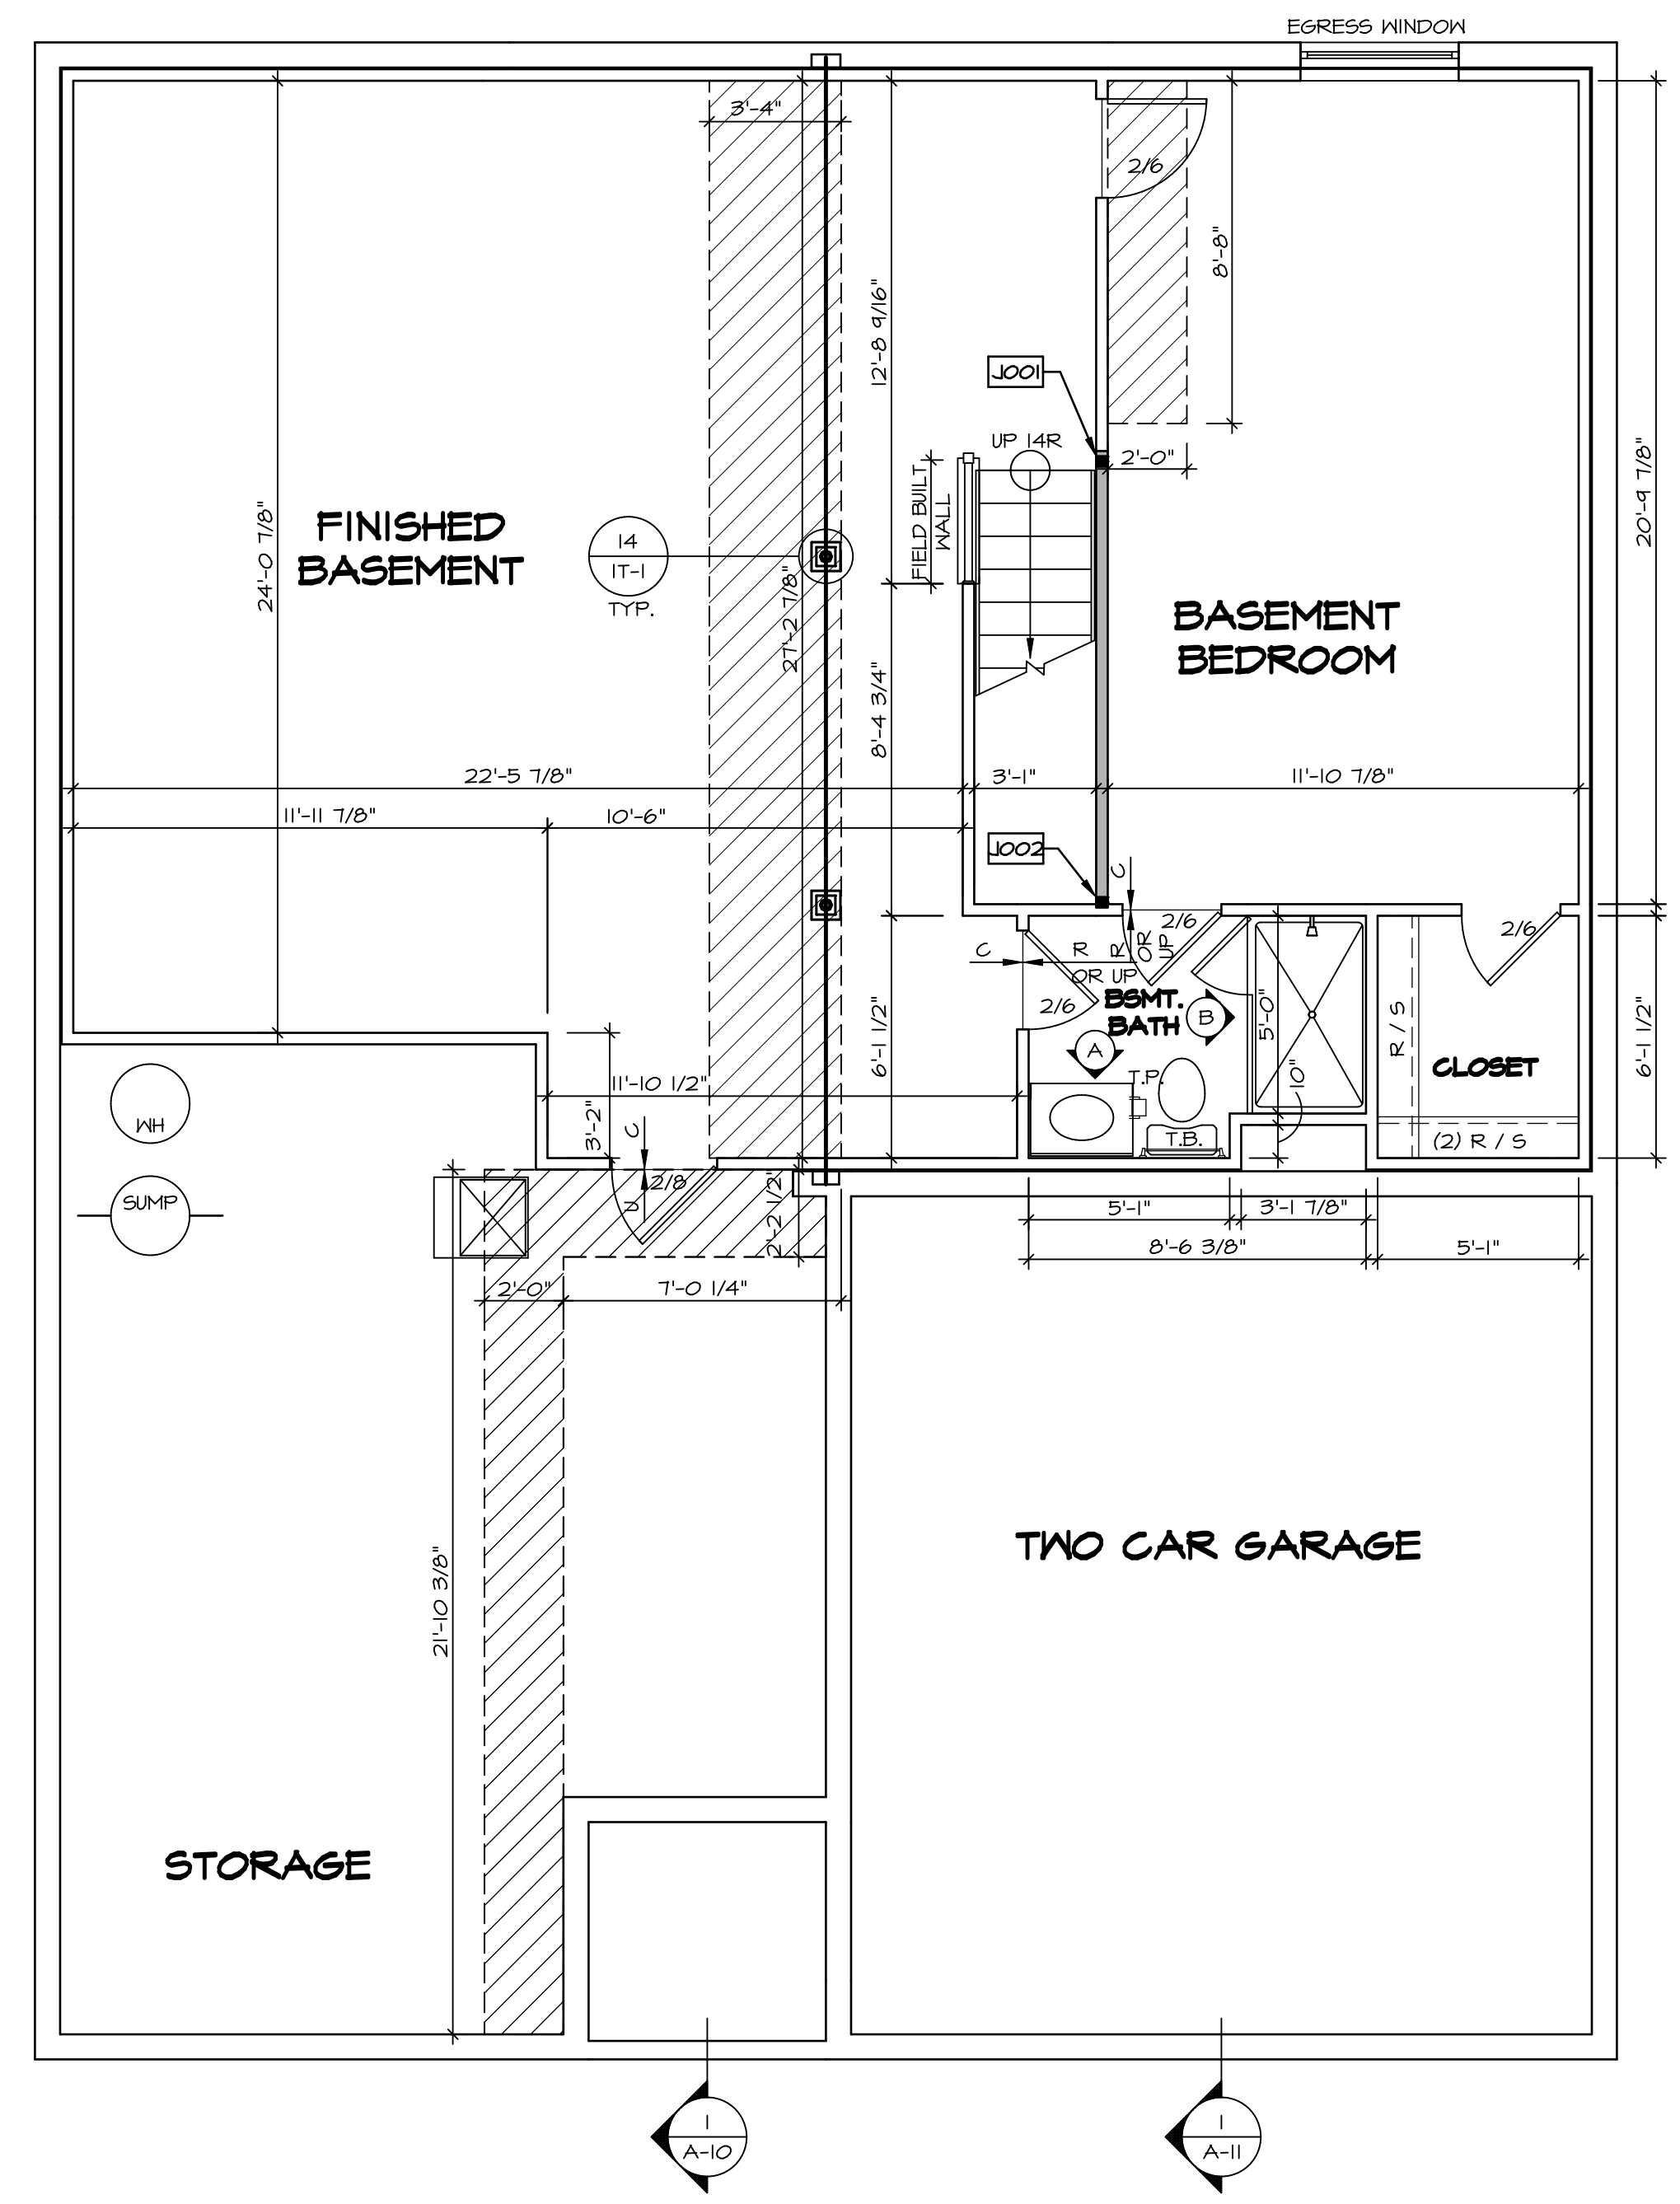 EGRESS WINDOW
3'-4"
2/6
8'-8"
12'-8 9/16"
J001
UP 14R
2'-0"
FIELD BUILT
WALL
20'-9 7/8"
24'-0 7/8"
FINISHED
BASEMENT
14
1T-1
TYP.
27'-2 7/8"
BASEMENT
BEDROOM
8'-4 3/4"
22'-5 7/8"
3'-1"
11'-10 7/8"
11'-11 7/8"
10'-6"
J002
C
2/6
2/6
C
R
OR UP
R
OR
UP
2/6
BSMT.
BATH
B
A
5'-0"
10"
R / S
CLOSET
6'-1 1/2"
6'-1 1/2"
T.P.
T.B.
(2) R / S
11'-10 1/2"
3'-2"
C
WH
SUMP
2/8
U
2'-2 1/2"
5'-1"
3'-1 7/8"
8'-6 3/8"
5'-1"
2'-0"
7'-0 1/4"
21'-10 3/8"
TWO CAR GARAGE
STORAGE
1
A-10
1
A-11